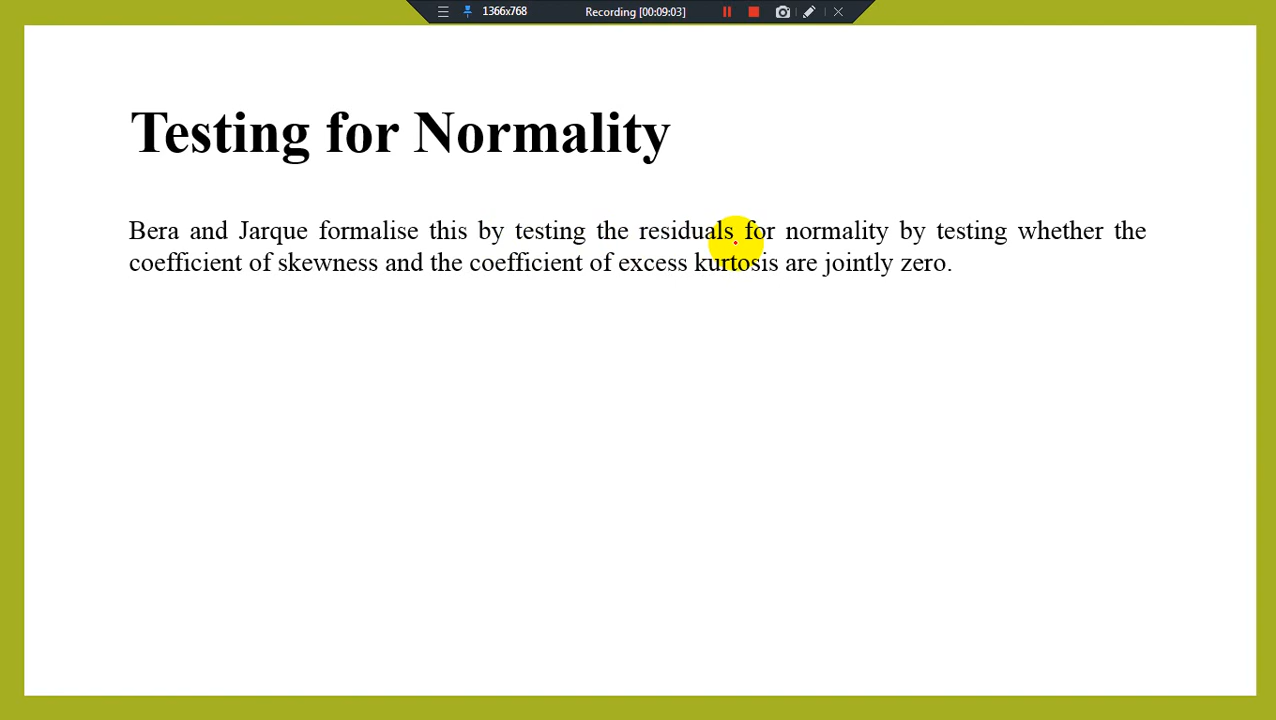 1366x768 Recording [00:09:03]
Testing for Normality
Bera and Jarque formalise this by testing the residuals for normality by testing whether the
coefficient of skewness and the coefficient of excess kurtosis are jointly zero.